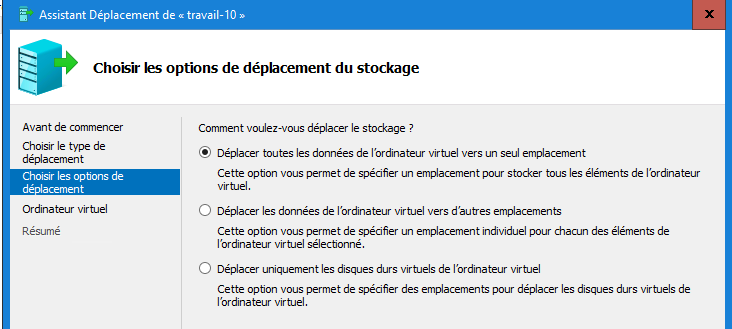 Assistant Déplacement de « travail-10 »
x
Choisir les options de déplacement du stockage
Avant de commencer
Choisir le type de
déplacement
Choisir les options de
déplacement
Ordinateur virtuel
Résumé
Comment voulez-vous déplacer le stockage ?
Déplacer toutes les données de l'ordinateur virtuel vers un seul emplacement
Cette option vous permet de spécifier un emplacement pour stocker tous les éléments de l'ordinateur
virtuel.
Déplacer les données de l'ordinateur virtuel vers d'autres emplacements
Cette option vous permet de spécifier un emplacement individuel pour chacun des éléments de
l'ordinateur virtuel sélectionné.
Déplacer uniquement les disques durs virtuels de l'ordinateur virtuel
Cette option vous permet de spécifier des emplacements pour déplacer les disques durs virtuels de
l'ordinateur virtuel.